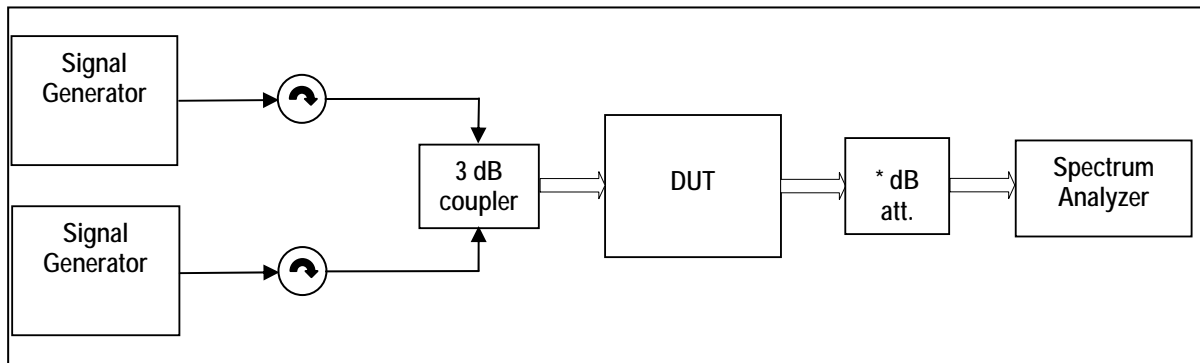 Signal
Generator
3 dB
coupler
DUT
* dB
att.
Spectrum
Analyzer
Signal
Generator